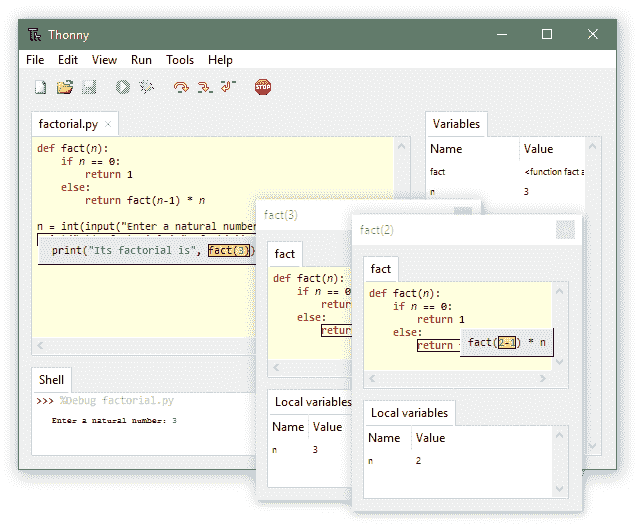 Thonny
File Edit View Run Tools Help
STOP
factorial.py ×
def fact(n):
    if n == 0:
        return 1
    else:
        return fact(n-1) * n
n = int(input("Enter a natural number
print("Its factorial is", fact(3))
Shell
>>> %Debug factorial.py
Enter a natural number: 3
Variables
Name Value
fact <function fact a
n 3
fact(3)
fact
def fact(n):
    if n == 0
        retur
    else:
        retur
Local variables
Name Value
n 3
fact(2)
fact
def fact(n):
    if n == 0:
        return 1
    else:
        return
fact(2-1) * n
Local variables
Name Value
n 2